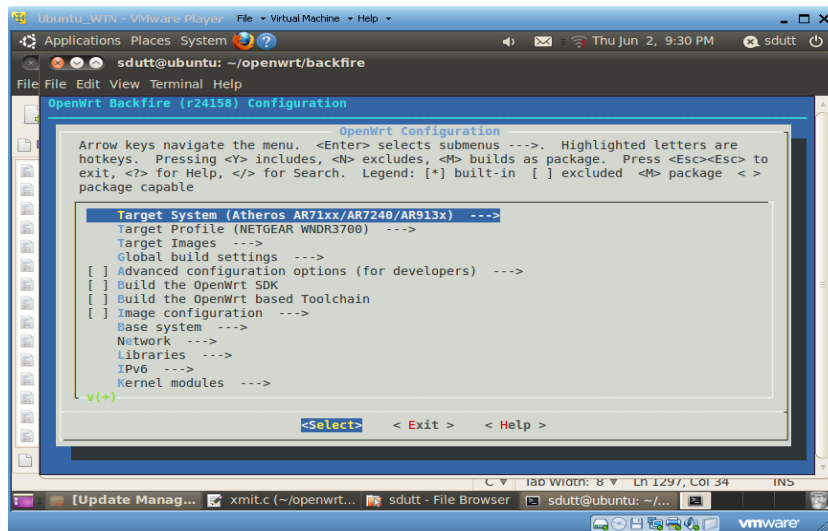 Ubuntu_WIN - VMware Player File Virtual Machine Help
Applications Places System Thu Jun 2, 9:30 PM sdutt
sdutt@ubuntu: ~/openwrt/backfire
File File Edit View Terminal Help
OpenWrt Backfire (r24158) Configuration
OpenWrt Configuration
Arrow keys navigate the menu. <Enter> selects submenus --->. Highlighted letters are
hotkeys. Pressing <Y> includes, <N> excludes, <M> builds as package. Press <Esc><Esc> to
exit, <?> for Help, </> for Search. Legend: [*] built-in [ ] excluded <M> package < >
package capable
Target System (Atheros AR71xx/AR7240/AR913x) --->
Target Profile (NETGEAR WNDR3700) --->
Target Images --->
Global build settings --->
[ ] Advanced configuration options (for developers) --->
[ ] Build the OpenWrt SDK
[ ] Build the OpenWrt based Toolchain
[ ] Image configuration --->
Base system --->
Network --->
Libraries --->
IPv6 --->
Kernel modules --->
v(+)
<Select> < Exit > < Help >
C Tab Width: 8 Ln 1297, Col 34 INS
[Update Manag... xmit.c (~/openwrt... sdutt - File Browser sdutt@ubuntu: ~/...
vmware